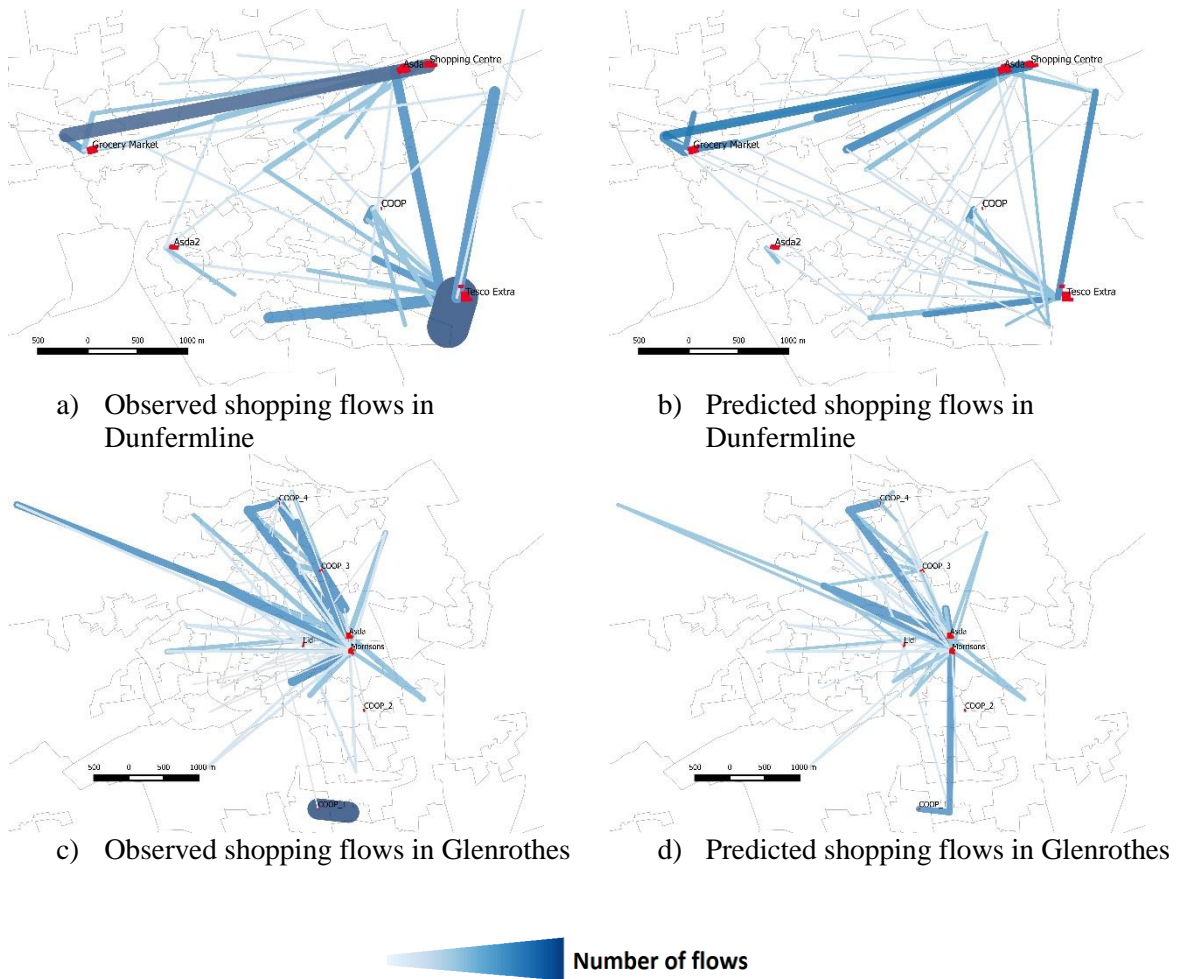 Asda
Shopping Centre
Grocery Market
COOP
Asda2
Tesco Extra
500 0 500 1000 m
Asda
Shopping Centre
Grocery Market
COOP
Asda2
Tesco Extra
500 0 500 1000 m
a) Observed shopping flows in
Dunfermline
b) Predicted shopping flows in
Dunfermline
COOP_4
COOP_3
Asda
Lidl
Morrisons
COOP_2
500 0 500 1000 m
COOP_1
COOP_4
COOP_3
Asda
Lidl
Morrisons
COOP_2
500 0 500 1000 m
COOP_
c) Observed shopping flows in Glenrothes
d) Predicted shopping flows in Glenrothes
Number of flows